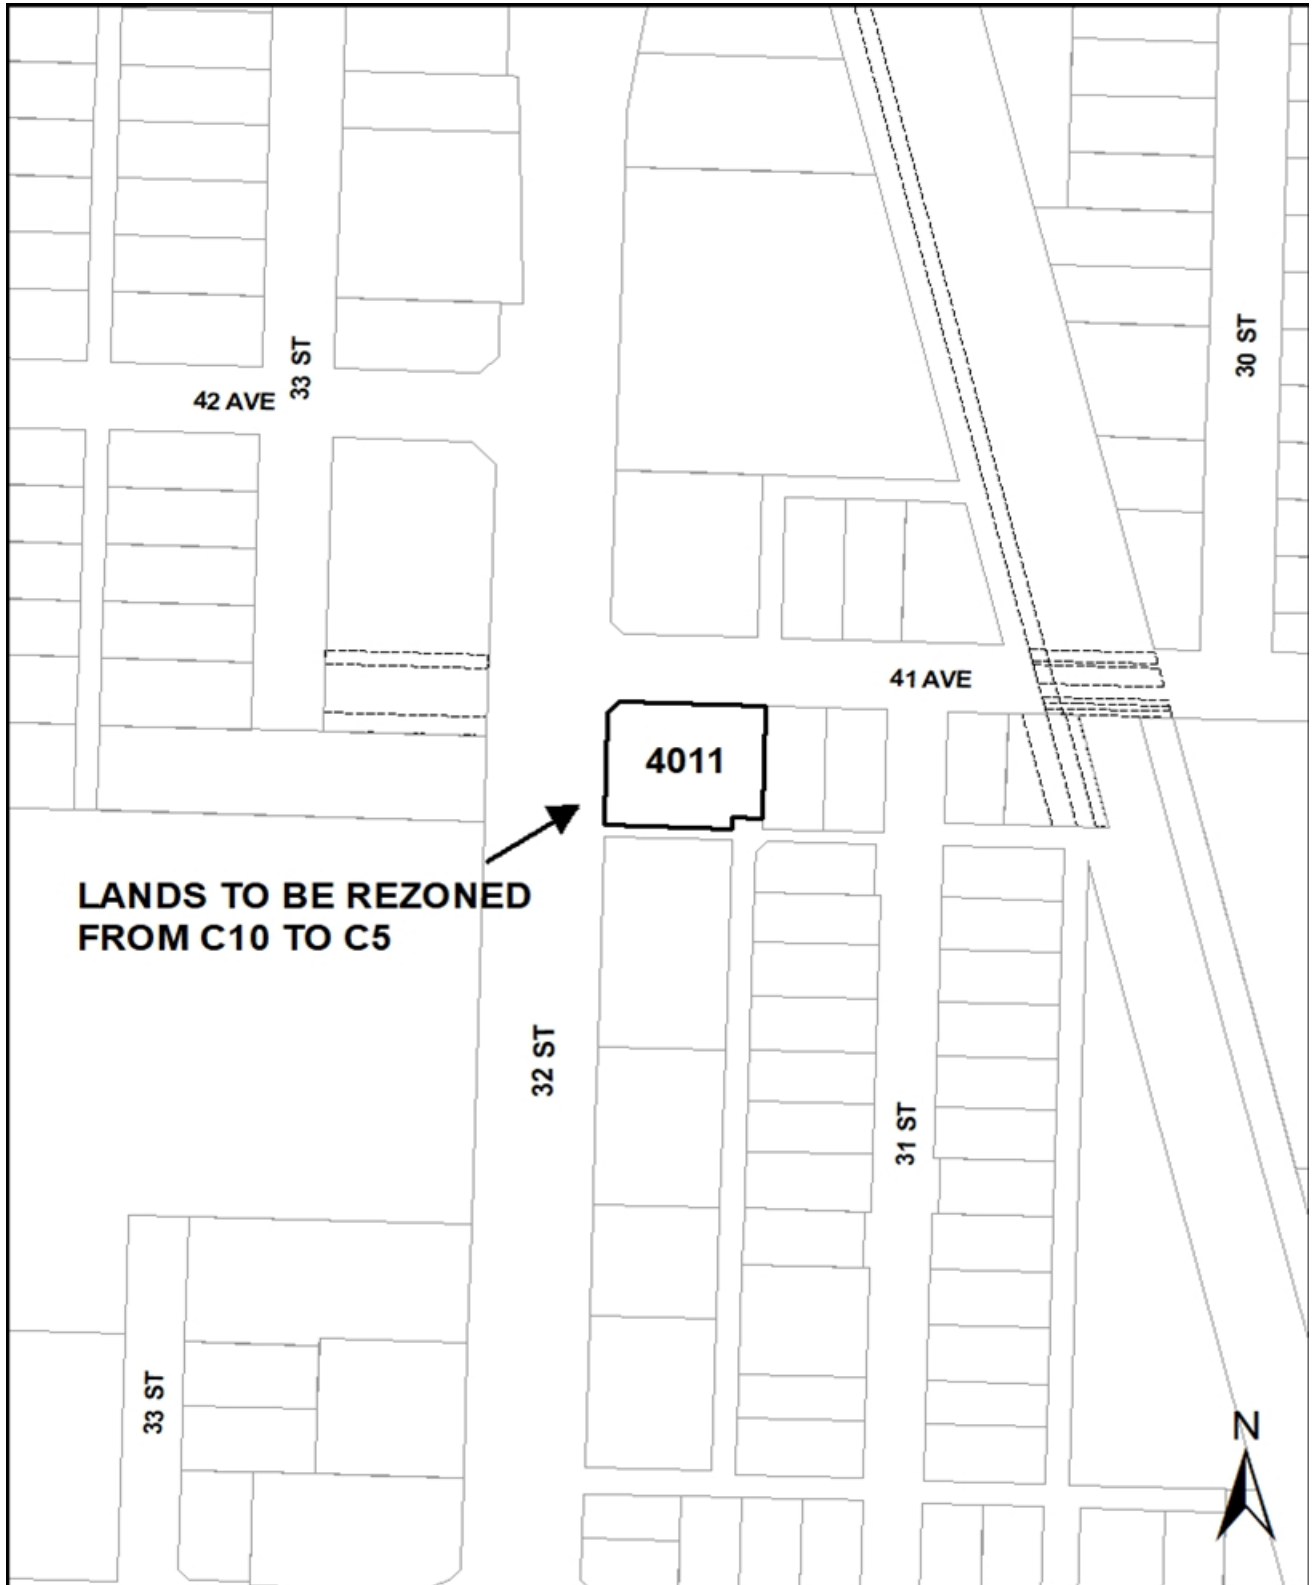 33 ST
30 ST
42 AVE
41 AVE
4011
LANDS TO BE REZONED
FROM C10 TO C5
32 ST
31 ST
33 ST
N